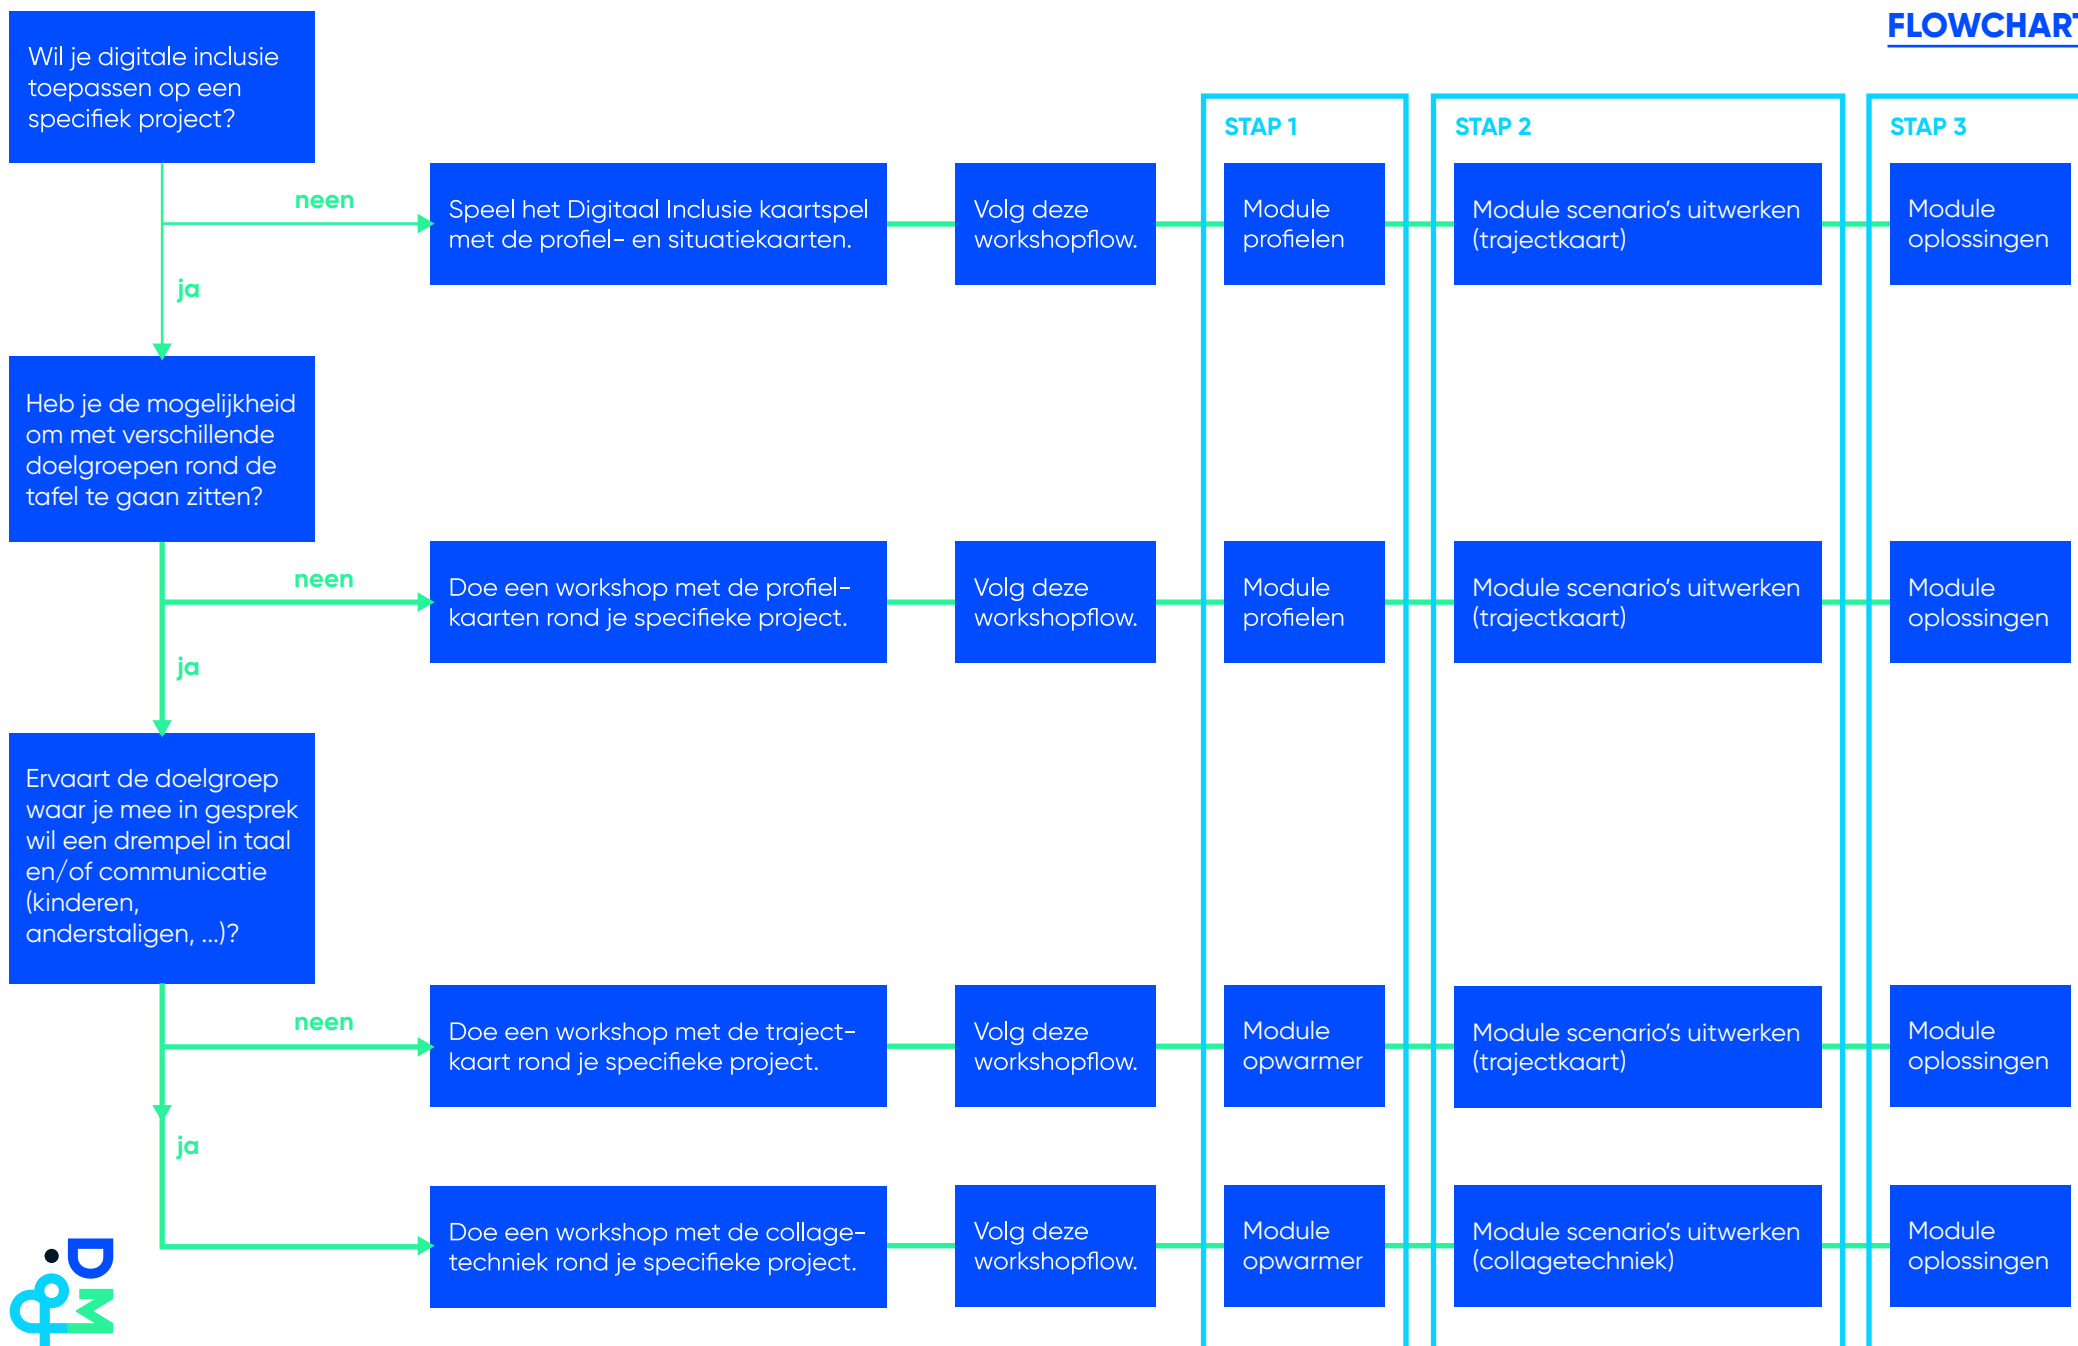 FLOWCHART
Wil je digitale inclusie
toepassen op een
specifiek project?
STAP 1
STAP 2
STAP 3
neen
Speel het Digitaal Inclusie kaartspel
met de profiel- en situatiekaarten.
Volg deze
workshopflow.
Module
profielen
Module scenario's uitwerken
(trajectkaart)
Module
oplossingen
ja
Heb je de mogelijkheid
om met verschillende
doelgroepen rond de
tafel te gaan zitten?
neen
Doe een workshop met de profiel-
kaarten rond je specifieke project.
Volg deze
workshopflow.
Module
profielen
Module scenario's uitwerken
(trajectkaart)
Module
oplossingen
ja
Ervaart de doelgroep
waar je mee in gesprek
wil een drempel in taal
en/of communicatie
(kinderen,
anderstaligen, ...)?
neen
Doe een workshop met de traject-
kaart rond je specifieke project.
Volg deze
workshopflow.
Module
opwarmer
Module scenario's uitwerken
(trajectkaart)
Module
oplossingen
ja
Doe een workshop met de collage-
techniek rond je specifieke project.
Volg deze
workshopflow.
Module
opwarmer
Module scenario's uitwerken
(collagetechniek)
Module
oplossingen